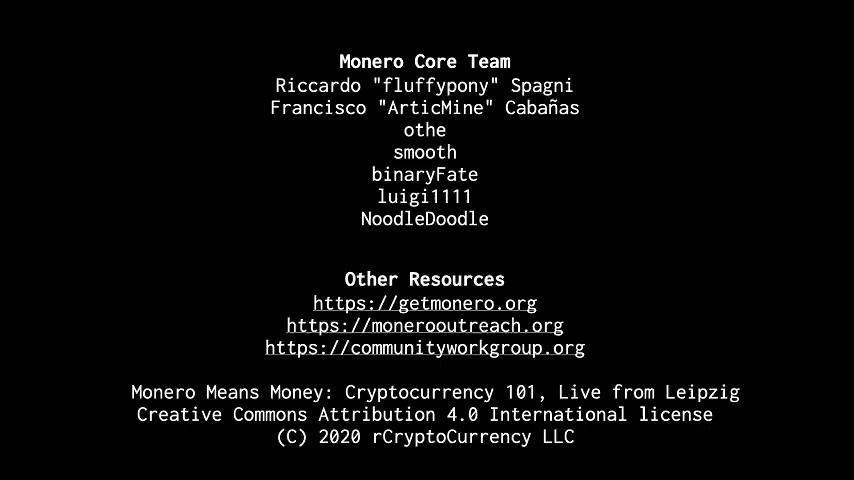 Monero Core Team
Riccardo "fluffypony" Spagni
Francisco "ArticMine" Cabañas
othe
smooth
binaryFate
luigi1111
NoodleDoodle
Other Resources
https://getmonero.org
https://monerooutreach.org
https://communityworkgroup.org
Monero Means Money: Cryptocurrency 101, Live from Leipzig
Creative Commons Attribution 4.0 International license
(C) 2020 rCryptoCurrency LLC